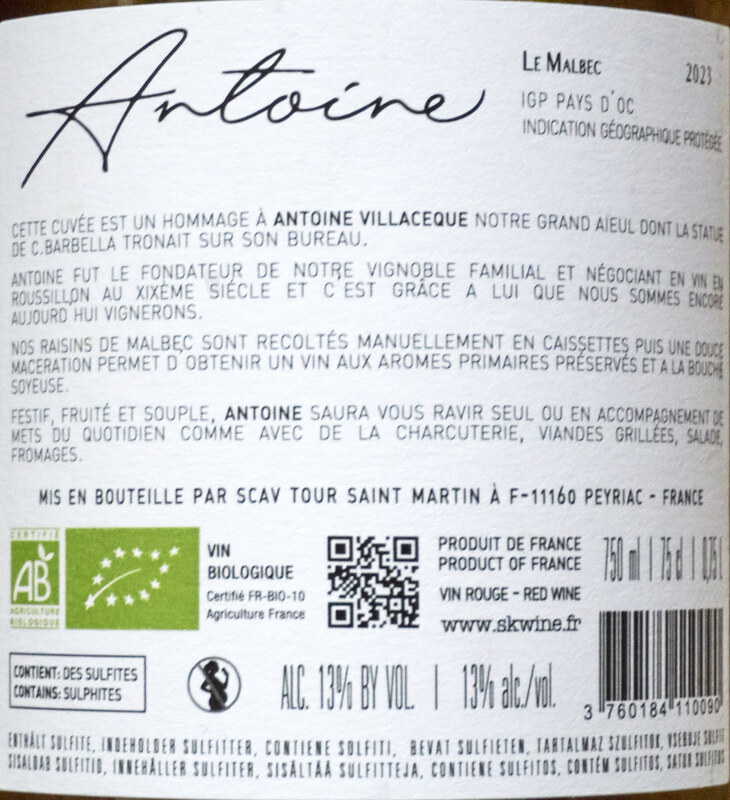 Antoine
LE MALBEC 2023
IGP PAYS D'OC
INDICATION GÉOGRAPHIQUE PROTÉGÉE
CETTE CUVÉE EST UN HOMMAGE À ANTOINE VILLACEQUE NOTRE GRAND AÏEUL DONT LA STATUE
DE C.BARBELLA TRONAIT SUR SON BUREAU.
ANTOINE FUT LE FONDATEUR DE NOTRE VIGNOBLE FAMILIAL ET NÉGOCIANT EN VIN EN
ROUSSILLON AU XIXÈME SIÉCLE ET C'EST GRÂCE A LUI QUE NOUS SOMMES ENCORE
AUJOURD HUI VIGNERONS.
NOS RAISINS DE MALBEC SONT RECOLTÉS MANUELLEMENT EN CAISSETTES PUIS UNE DOUCE
MACERATION PERMET D'OBTENIR UN VIN AUX AROMES PRIMAIRES PRÉSERVÉS ET A LA BOUCHE
SOYEUSE.
FESTIF, FRUITÉ ET SOUPLE, ANTOINE SAURA VOUS RAVIR SEUL OU EN ACCOMPAGNEMENT DE
METS DU QUOTIDIEN COMME AVEC DE LA CHARCUTERIE, VIANDES GRILLÉES, SALADE,
FROMAGES.
MIS EN BOUTEILLE PAR SCAV TOUR SAINT MARTIN À F-11160 PEYRIAC - FRANCE
CERTIFIÉ
AB
AGRICULTURE
BIOLOGIQUE
VIN
BIOLOGIQUE
Certifié FR-BIO-10
Agriculture France
PRODUIT DE FRANCE
PRODUCT OF FRANCE
VIN ROUGE - RED WINE
www.skwine.fr
750 ml | 75 cl | 0,75 L
CONTIENT: DES SULFITES
CONTAINS: SULPHITES
ALC. 13% BY VOL. | 13% alc./vol.
3 760184 110090
ENTHÄLT SULFITE, INDEHOLDER SULFITTER, CONTIENE SOLFITI, BEVAT SULFIETEN, TARTALMAZ SZULFITOK, VSEBUJE SULFIT
SISALDAB SULFITID, INNEHÅLLER SULFITER, SISÄLTÄÄ SULFITTEJA, CONTIENE SULFITOS, CONTÉM SULFITOS, SATUR SULFITUS